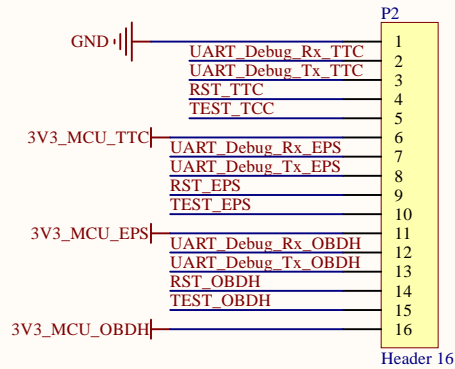 P2
GND 1
UART_Debug_Rx_TTC 2
UART_Debug_Tx_TTC 3
RST_TTC 4
TEST_TCC 5
3V3_MCU_TTC 6
UART_Debug_Rx_EPS 7
UART_Debug_Tx_EPS 8
RST_EPS 9
TEST_EPS 10
3V3_MCU_EPS 11
UART_Debug_Rx_OBDH 12
UART_Debug_Tx_OBDH 13
RST_OBDH 14
TEST_OBDH 15
3V3_MCU_OBDH 16
Header 16